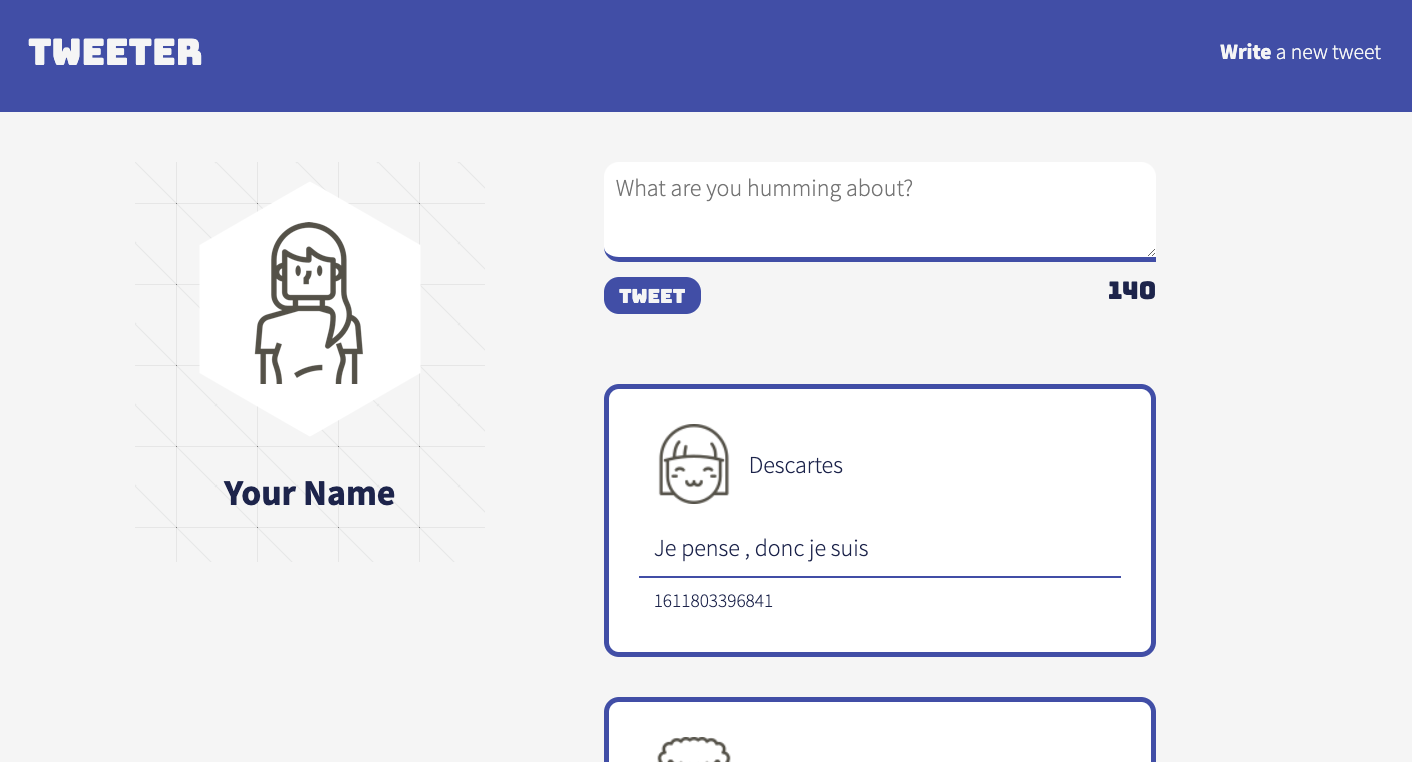 TWEETER
Write a new tweet
What are you humming about?
TWEET
140
Your Name
Descartes
Je pense , donc je suis
1611803396841